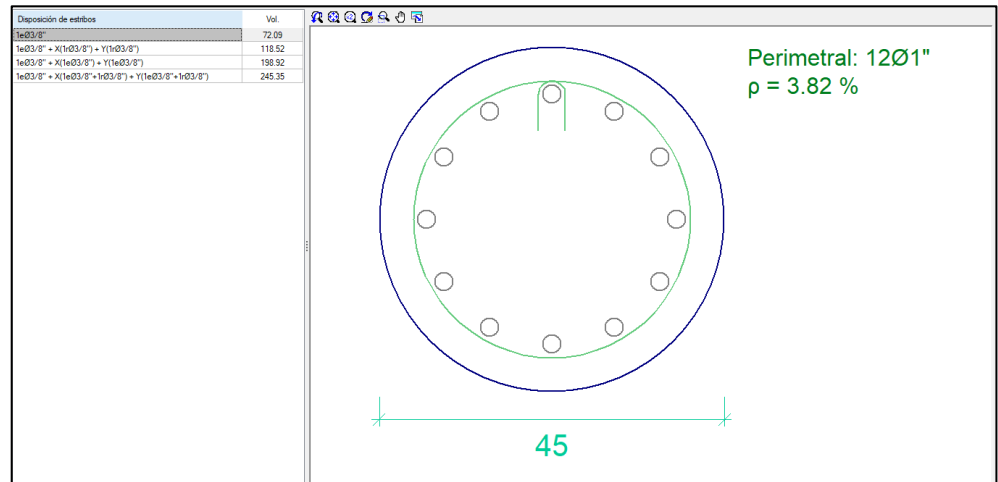 Disposición de estribos Val.
1eØ3/8" 72.09
1eØ3/8" + X(1rØ3/8") + Y(1rØ3/8") 118.52
1eØ3/8" + X(1eØ3/8") + Y(1eØ3/8") 198.92
1eØ3/8" + X(1eØ3/8"+1rØ3/8") + Y(1eØ3/8"+1rØ3/8") 245.35
Perimetral: 12Ø1"
ρ = 3.82 %
45